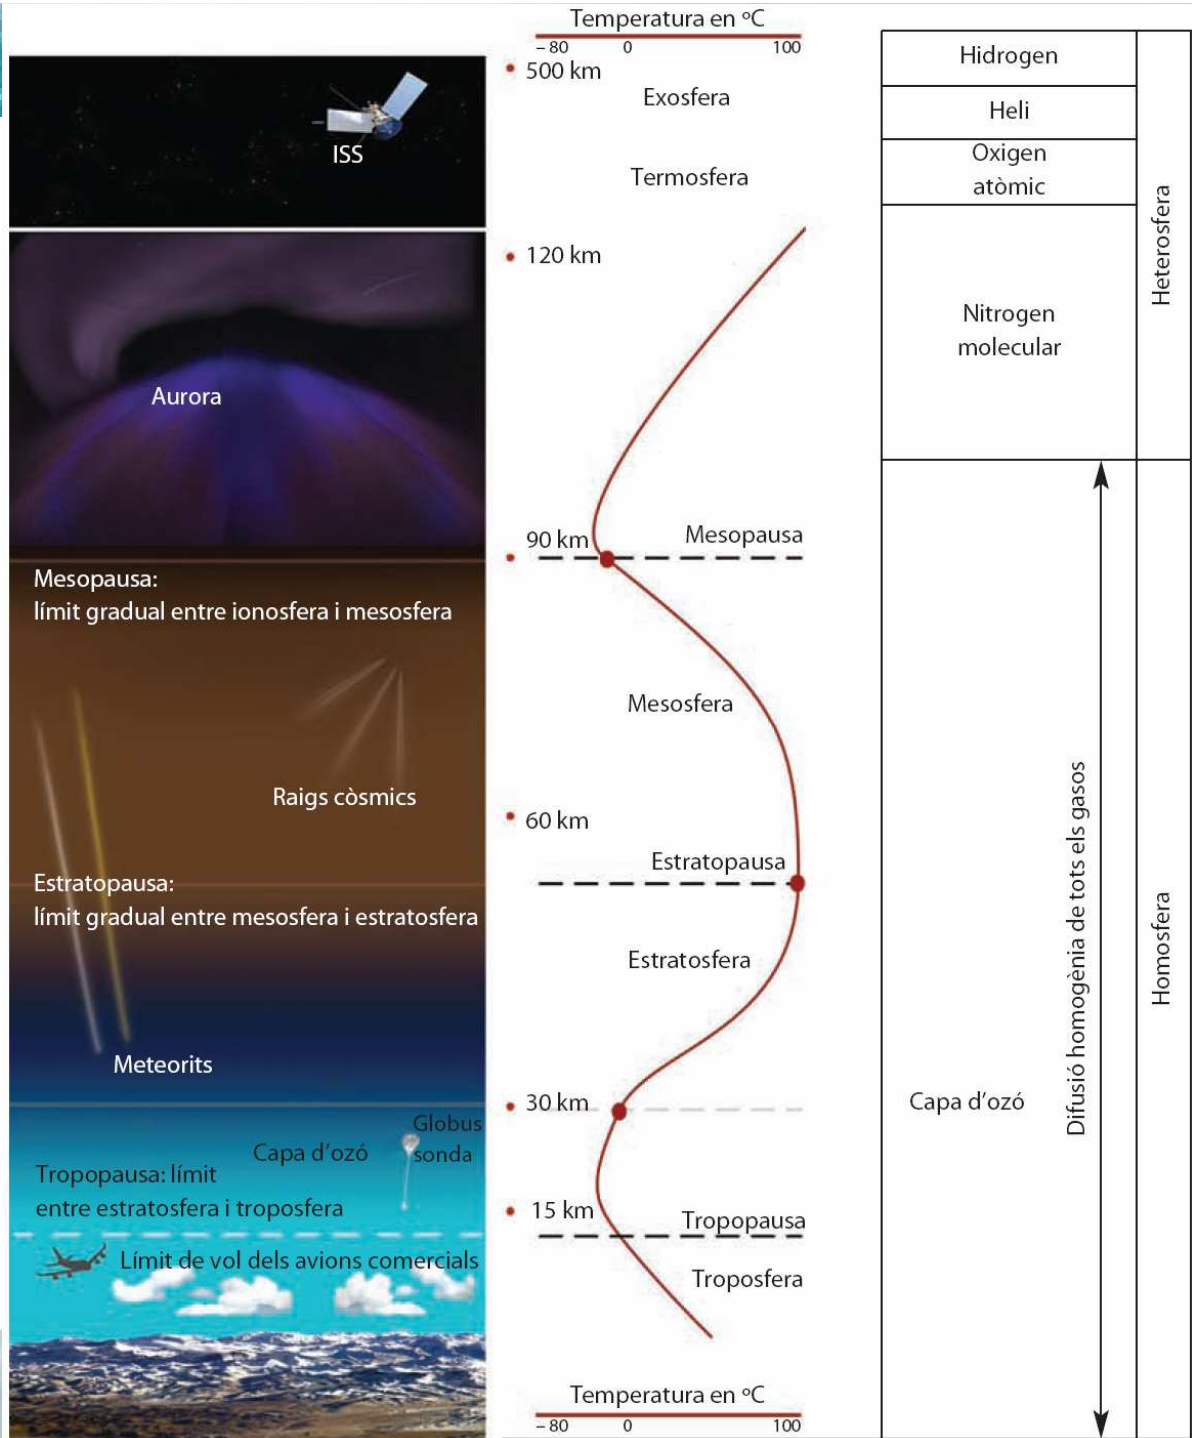 Temperatura en ºC
– 80 0 100
500 km
Exosfera
ISS
Termosfera
120 km
Aurora
90 km
Mesopausa
Mesopausa:
límit gradual entre ionosfera i mesosfera
Mesosfera
Raigs còsmics
60 km
Estratopausa
Estratopausa:
límit gradual entre mesosfera i estratosfera
Estratosfera
Meteorits
30 km
Globus
sonda
Capa d’ozó
Tropopausa: límit
entre estratosfera i troposfera
15 km
Tropopausa
Límit de vol dels avions comercials
Troposfera
Temperatura en ºC
– 80 0 100
Hidrogen
Heli
Oxigen
atòmic
Nitrogen
molecular
Heterosfera
Capa d’ozó
Difusió homogènia de tots els gasos
Homosfera